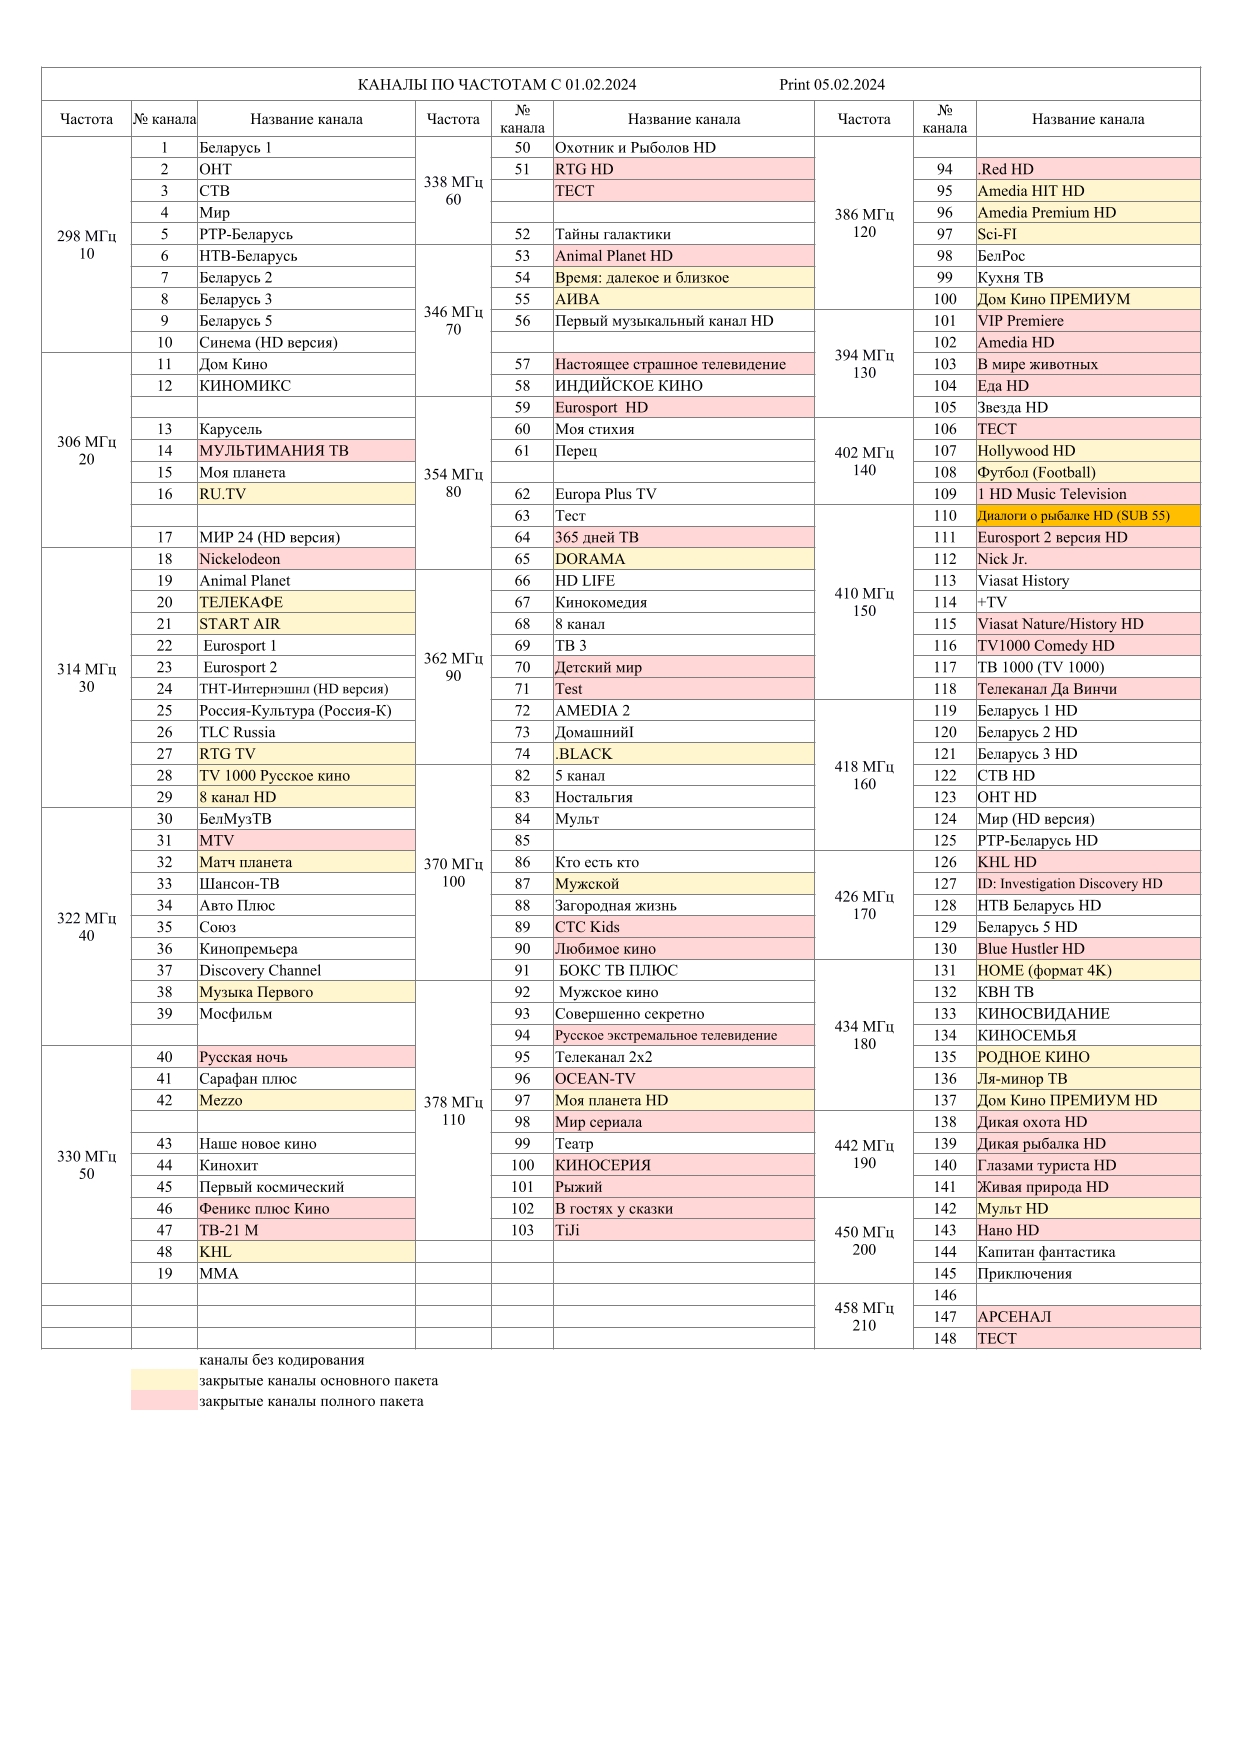 КАНАЛЫ ПО ЧАСТОТАМ С 01.02.2024 Print 05.02.2024
Частота № канала Название канала Частота № канала Название канала Частота № канала Название канала
298 МГц 10
1 Беларусь 1
2 ОНТ
3 СТВ
4 Мир
5 РТР-Беларусь
6 НТВ-Беларусь
7 Беларусь 2
8 Беларусь 3
9 Беларусь 5
10 Синема (HD версия)
306 МГц 20
11 Дом Кино
12 КИНОМИКС
13 Карусель
14 МУЛЬТИМАНИЯ ТВ
15 Моя планета
16 RU.TV
17 МИР 24 (HD версия)
314 МГц 30
18 Nickelodeon
19 Animal Planet
20 ТЕЛЕКАФЕ
21 START AIR
22 Eurosport 1
23 Eurosport 2
24 ТНТ-Интернэшнл (HD версия)
25 Россия-Культура (Россия-К)
26 TLC Russia
27 RTG TV
28 TV 1000 Русское кино
29 8 канал HD
322 МГц 40
30 БелМузТВ
31 MTV
32 Матч планета
33 Шансон-ТВ
34 Авто Плюс
35 Союз
36 Кинопремьера
37 Discovery Channel
38 Музыка Первого
39 Мосфильм
330 МГц 50
40 Русская ночь
41 Сарафан плюс
42 Mezzo
43 Наше новое кино
44 Кинохит
45 Первый космический
46 Феникс плюс Кино
47 ТВ-21 М
48 KHL
19 ММА
338 МГц 60
50 Охотник и Рыболов HD
51 RTG HD
ТЕСТ
52 Тайны галактики
346 МГц 70
53 Animal Planet HD
54 Время: далекое и близкое
55 АИВА
56 Первый музыкальный канал HD
57 Настоящее страшное телевидение
58 ИНДИЙСКОЕ КИНО
354 МГц 80
59 Eurosport HD
60 Моя стихия
61 Перец
62 Europa Plus TV
63 Тест
64 365 дней ТВ
65 DORAMA
362 МГц 90
66 HD LIFE
67 Кинокомедия
68 8 канал
69 ТВ 3
70 Детский мир
71 Test
72 AMEDIA 2
73 ДомашнийI
74 .BLACK
370 МГц 100
82 5 канал
83 Ностальгия
84 Мульт
85
86 Кто есть кто
87 Мужской
88 Загородная жизнь
89 СТС Kids
90 Любимое кино
91 БОКС ТВ ПЛЮС
378 МГц 110
92 Мужское кино
93 Совершенно секретно
94 Русское экстремальное телевидение
95 Телеканал 2х2
96 OCEAN-TV
97 Моя планета HD
98 Мир сериала
99 Театр
100 КИНОСЕРИЯ
101 Рыжий
102 В гостях у сказки
103 TiJi
386 МГц 120
94 .Red HD
95 Amedia HIT HD
96 Amedia Premium HD
97 Sci-FI
98 БелРос
99 Кухня ТВ
100 Дом Кино ПРЕМИУМ
394 МГц 130
101 VIP Premiere
102 Amedia HD
103 В мире животных
104 Еда HD
105 Звезда HD
402 МГц 140
106 ТЕСТ
107 Hollywood HD
108 Футбол (Football)
109 1 HD Music Television
410 МГц 150
110 Диалоги о рыбалке HD (SUB 55)
111 Eurosport 2 версия HD
112 Nick Jr.
113 Viasat History
114 +TV
115 Viasat Nature/History HD
116 TV1000 Comedy HD
117 ТВ 1000 (TV 1000)
118 Телеканал Да Винчи
418 МГц 160
119 Беларусь 1 HD
120 Беларусь 2 HD
121 Беларусь 3 HD
122 СТВ HD
123 ОНТ HD
124 Мир (HD версия)
125 РТР-Беларусь HD
426 МГц 170
126 KHL HD
127 ID: Investigation Discovery HD
128 НТВ Беларусь HD
129 Беларусь 5 HD
130 Blue Hustler HD
434 МГц 180
131 HOME (формат 4К)
132 КВН ТВ
133 КИНОСВИДАНИЕ
134 КИНОСЕМЬЯ
135 РОДНОЕ КИНО
136 Ля-минор ТВ
137 Дом Кино ПРЕМИУМ HD
442 МГц 190
138 Дикая охота HD
139 Дикая рыбалка HD
140 Глазами туриста HD
141 Живая природа HD
450 МГц 200
142 Мульт HD
143 Нано HD
144 Капитан фантастика
145 Приключения
458 МГц 210
146
147 АРСЕНАЛ
148 ТЕСТ
каналы без кодирования
закрытые каналы основного пакета
закрытые каналы полного пакета